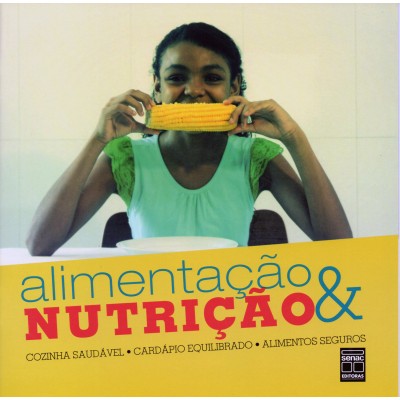 alimentação
& NUTRIÇÃO
COZINHA SAUDÁVEL • CARDÁPIO EQUILIBRADO • ALIMENTOS SEGUROS
senac
EDITORAS